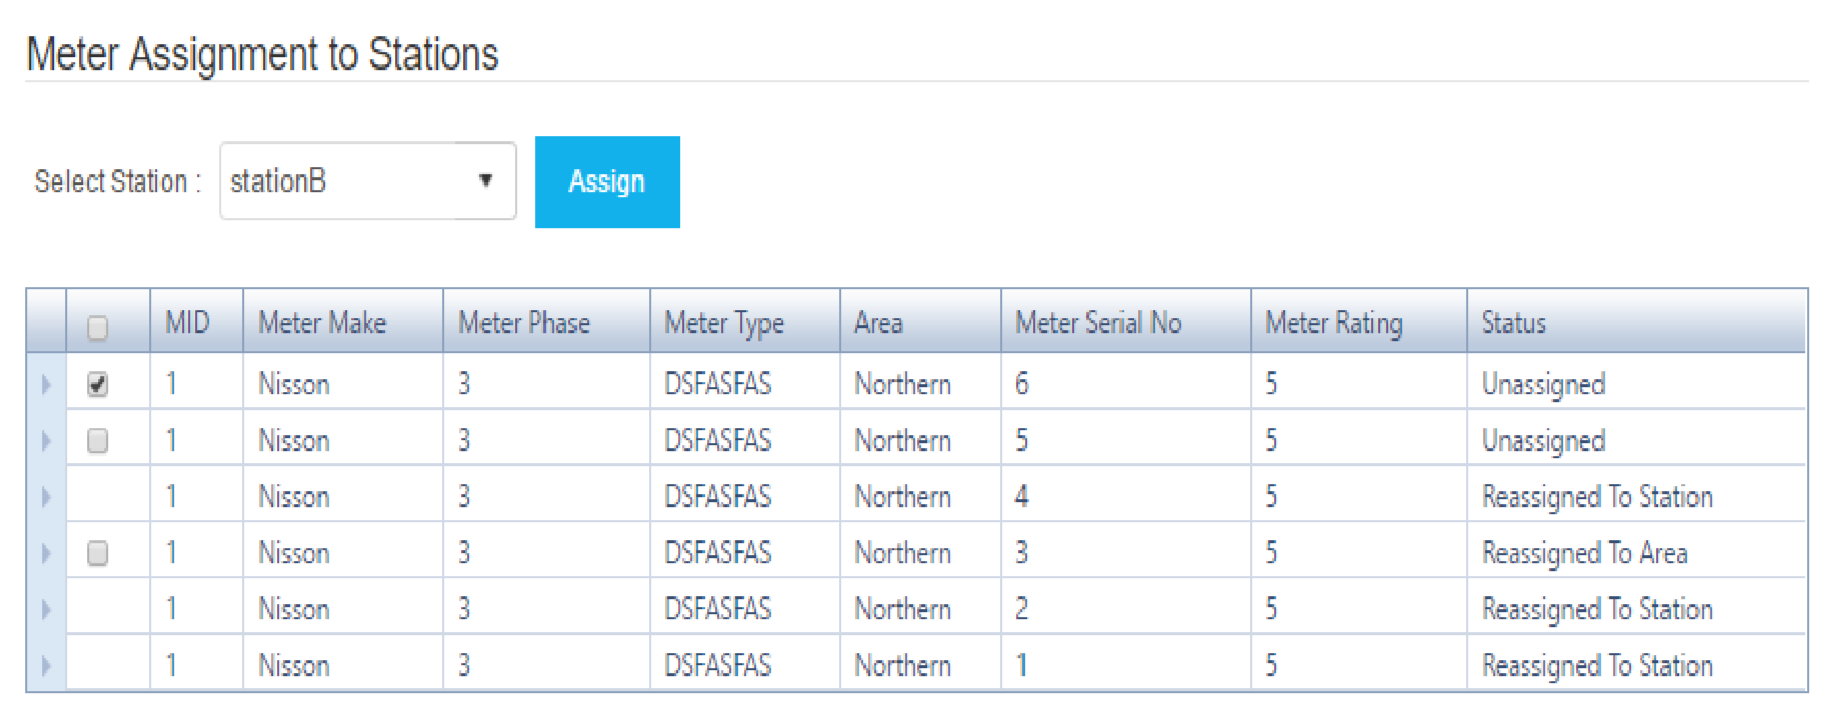 Meter Assignment to Stations
Select Station : stationB Assign
MID Meter Make Meter Phase Meter Type Area Meter Serial No Meter Rating Status
1 Nisson 3 DSFASFAS Northern 6 5 Unassigned
1 Nisson 3 DSFASFAS Northern 5 5 Unassigned
1 Nisson 3 DSFASFAS Northern 4 5 Reassigned To Station
1 Nisson 3 DSFASFAS Northern 3 5 Reassigned To Area
1 Nisson 3 DSFASFAS Northern 2 5 Reassigned To Station
1 Nisson 3 DSFASFAS Northern 1 5 Reassigned To Station